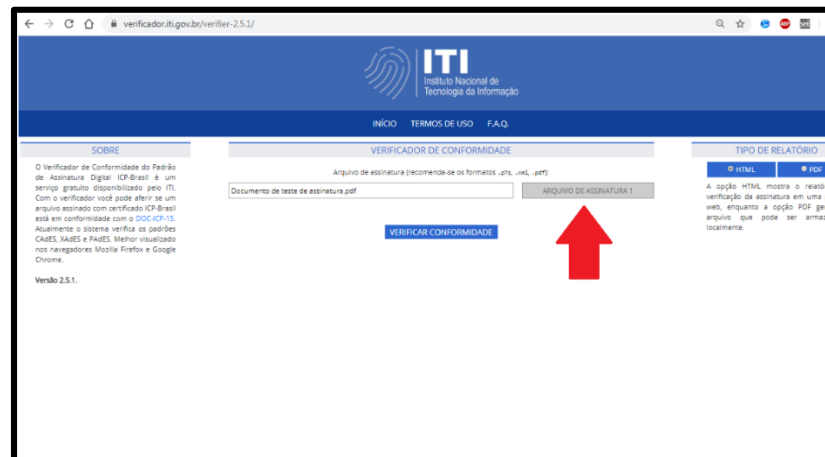 verificador.iti.gov.br/verifier-2.5.1/
ITI
Instituto Nacional de
Tecnologia da Informação
INÍCIO TERMOS DE USO F.A.Q.
SOBRE
O Verificador de Conformidade do Padrão
de Assinatura Digital ICP-Brasil é um
serviço gratuito disponibilizado pelo ITI.
Com o verificador você pode aferir se um
arquivo assinado com certificado ICP-Brasil
está em conformidade com o DOC-ICP-15.
Atualmente o sistema verifica os padrões
CAdES, XAdES e PAdES. Melhor visualizado
nos navegadores Mozilla Firefox e Google
Chrome.
Versão 2.5.1.
VERIFICADOR DE CONFORMIDADE
Arquivo de assinatura (recomenda-se os formatos .p7s, .xml, .pdf):
Documento de teste de assinatura.pdf ARQUIVO DE ASSINATURA 1
VERIFICAR CONFORMIDADE
TIPO DE RELATÓRIO
HTML PDF
A opção HTML mostra o relató
verificação da assinatura em uma
web, enquanto a opção PDF ge
arquivo que pode ser armaz
localmente.